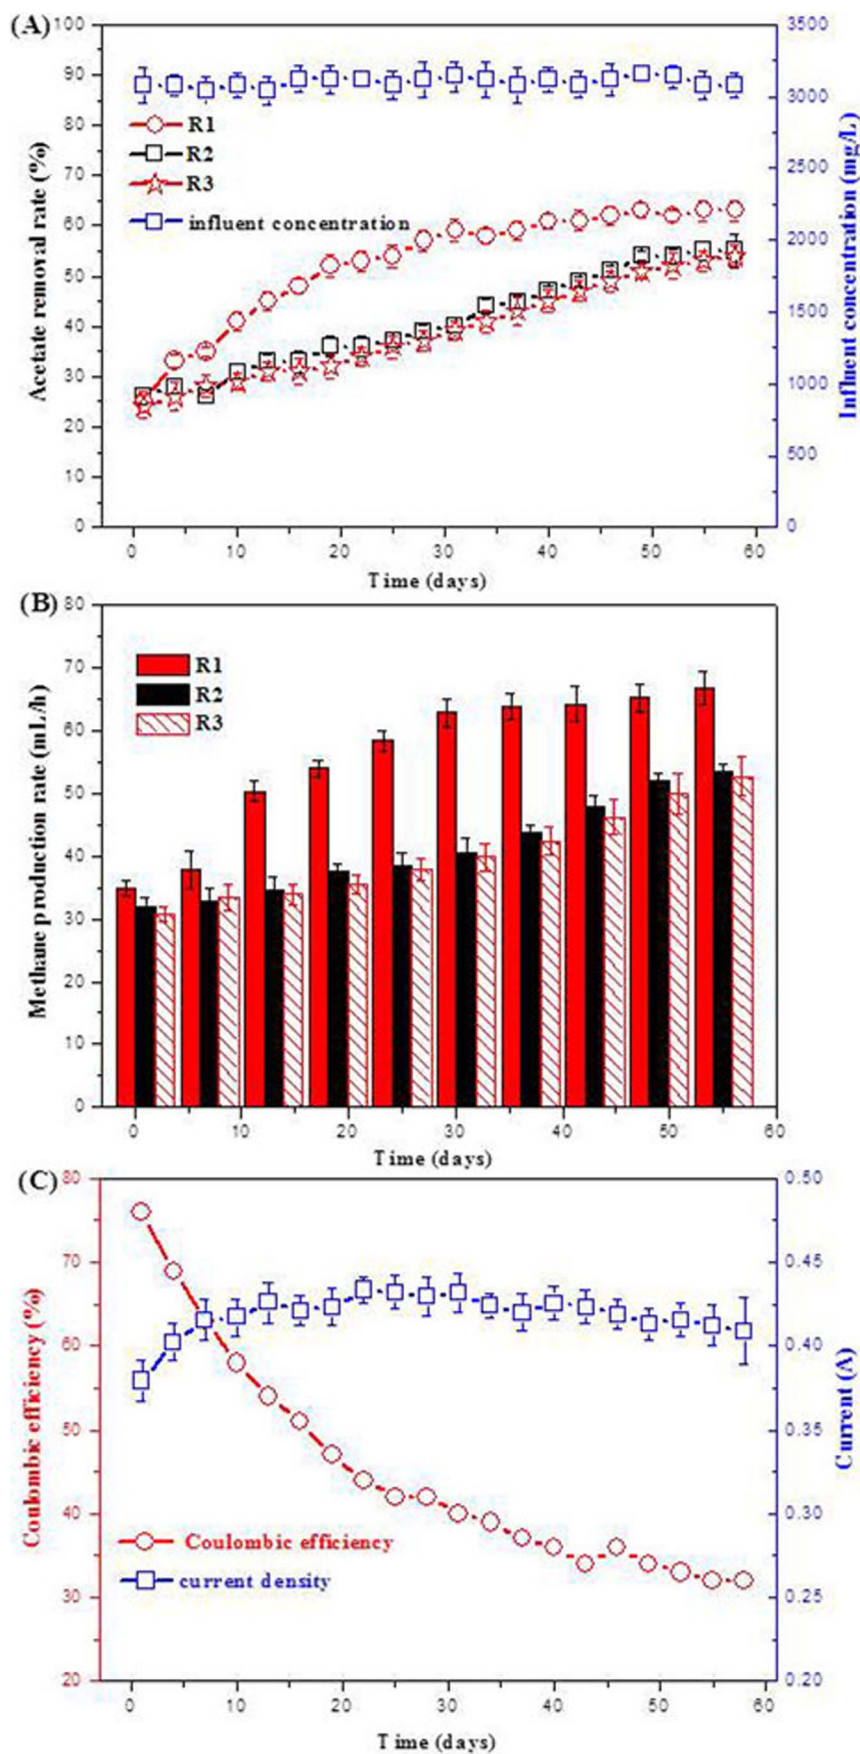 (A)
100
90
80
70
60
50
40
30
20
10
0
Acetate removal rate (%)
R1
R2
R3
influent concentration
3500
3000
2500
2000
1500
1000
500
0
Influent concentration (mg/L)
0 10 20 30 40 50 60
Time (days)
(B)
80
70
60
50
40
30
20
10
0
Methane production rate (mL/h)
R1
R2
R3
0 10 20 30 40 50 60
Time (days)
(C)
80
70
60
50
40
30
20
Coulombic efficiency (%)
Coulombic efficiency
current density
0.50
0.45
0.40
0.35
0.30
0.25
0.20
Current (A)
0 10 20 30 40 50 60
Time (days)